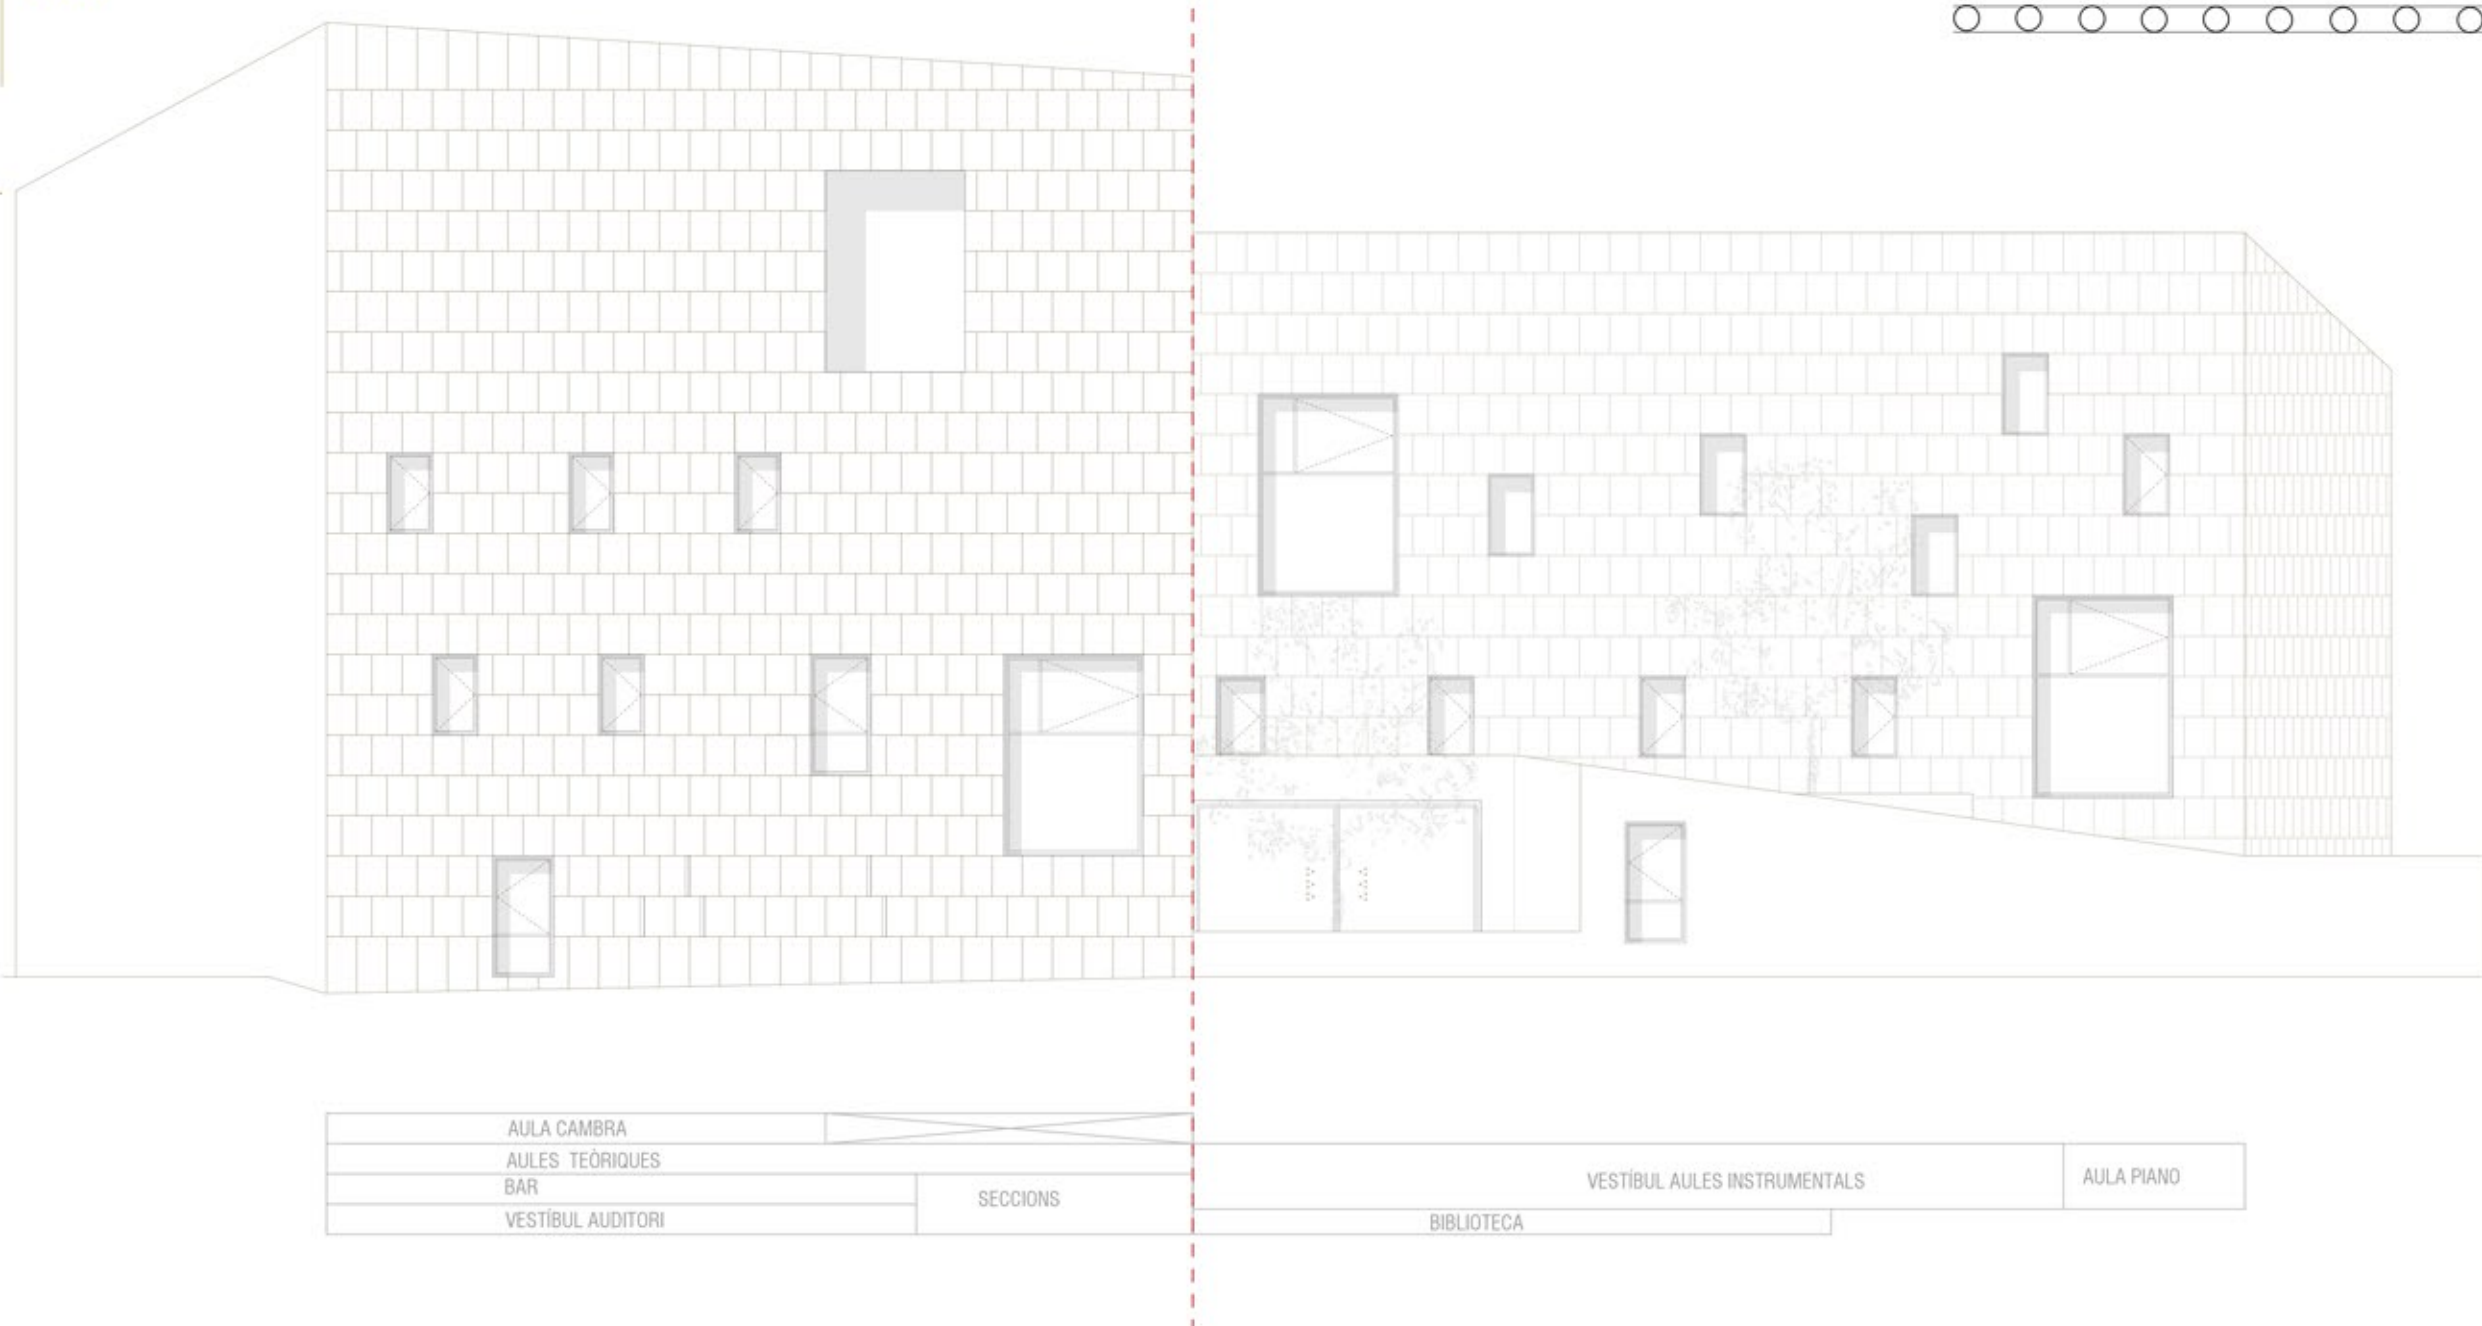 AULA CAMBRA
AULES TEÒRIQUES
BAR
SECCIONS
VESTÍBUL AUDITORI
VESTÍBUL AULES INSTRUMENTALS
AULA PIANO
BIBLIOTECA